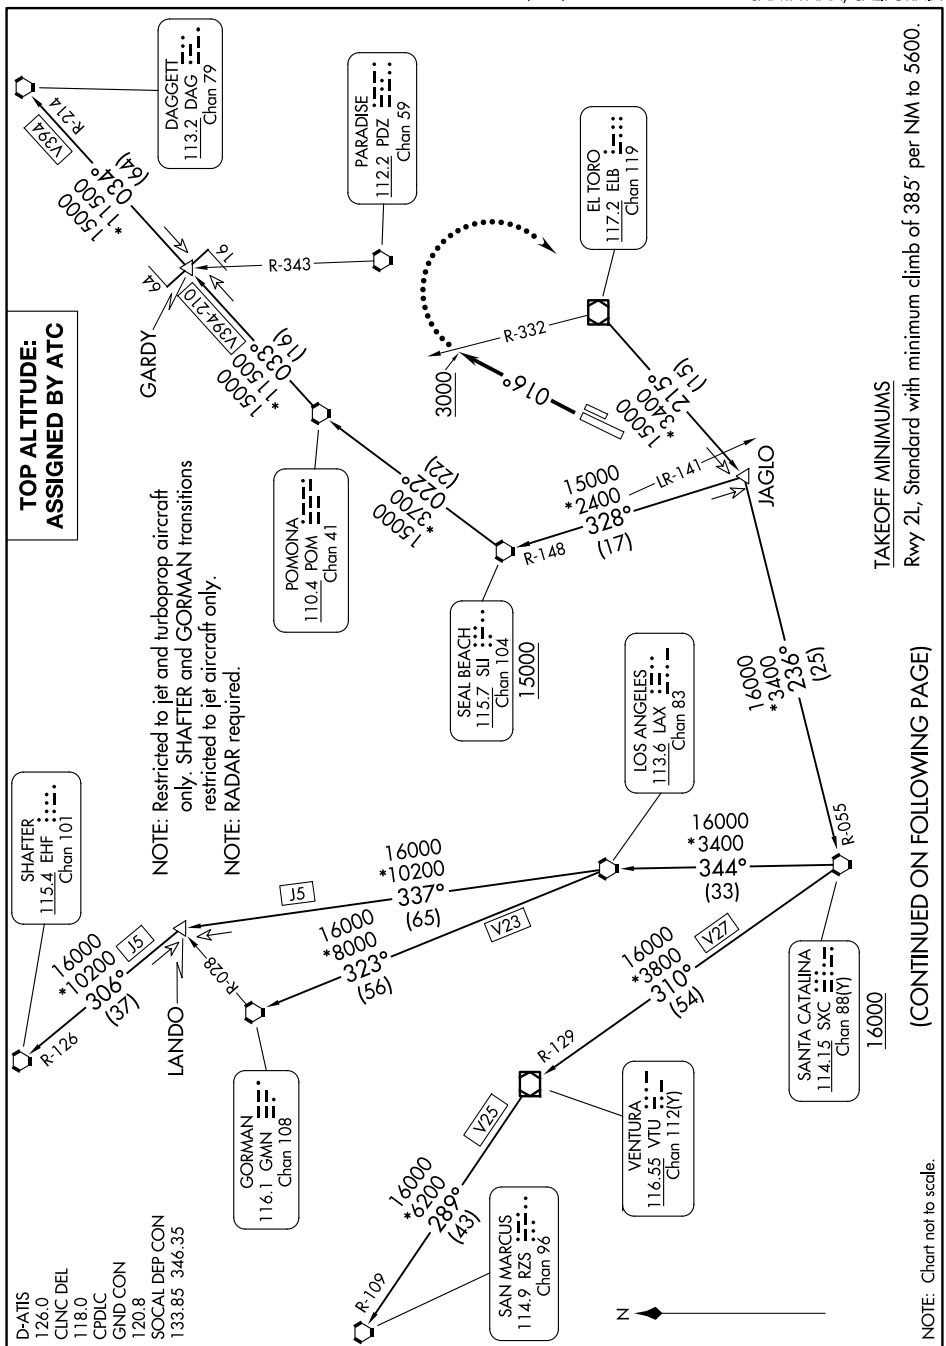 TOP ALTITUDE:
ASSIGNED BY ATC
D-ATIS
126.0
CLNC DEL
118.0
CPDLC
GND CON
120.8
SOCAL DEP CON
133.85 346.35
NOTE: Restricted to jet and turboprop aircraft
only. SHAFTER and GORMAN transitions
restricted to jet aircraft only.
NOTE: RADAR required.
SHAFTER
115.4 EHF
Chan 101
R-126
16000
*10200
306°
(37)
J5
LANDO
R-028
GORMAN
116.1 GMN
Chan 108
J5
16000
*10200
337°
(65)
16000
*8000
323°
(56)
V23
LOS ANGELES
113.6 LAX
Chan 83
SAN MARCUS
114.9 RZS
Chan 96
R-109
16000
*6200
289°
(43)
V25
VENTURA
116.55 VTU
Chan 112(Y)
R-129
16000
*3800
310°
(54)
V27
16000
*3400
344°
(33)
SANTA CATALINA
114.15 SXC
Chan 88(Y)
16000
R-055
16000
*3400
236°
(25)
JAGLO
SEAL BEACH
115.7 SLI
Chan 104
15000
R-148
15000
*2400
328°
(17)
LR-141
POMONA
110.4 POM
Chan 41
15000
*3700
022°
(22)
15000
*11500
033°
(16)
V394-210
GARDY
64
16
R-343
PARADISE
112.2 PDZ
Chan 59
15000
*11500
034°
(64)
V394
R-214
DAGGETT
113.2 DAG
Chan 79
3000
016°
R-332
EL TORO
117.2 ELB
Chan 119
15000
*3400
215°
(15)
TAKEOFF MINIMUMS
Rwy 2L, Standard with minimum climb of 385' per NM to 5600.
N
NOTE: Chart not to scale.
(CONTINUED ON FOLLOWING PAGE)